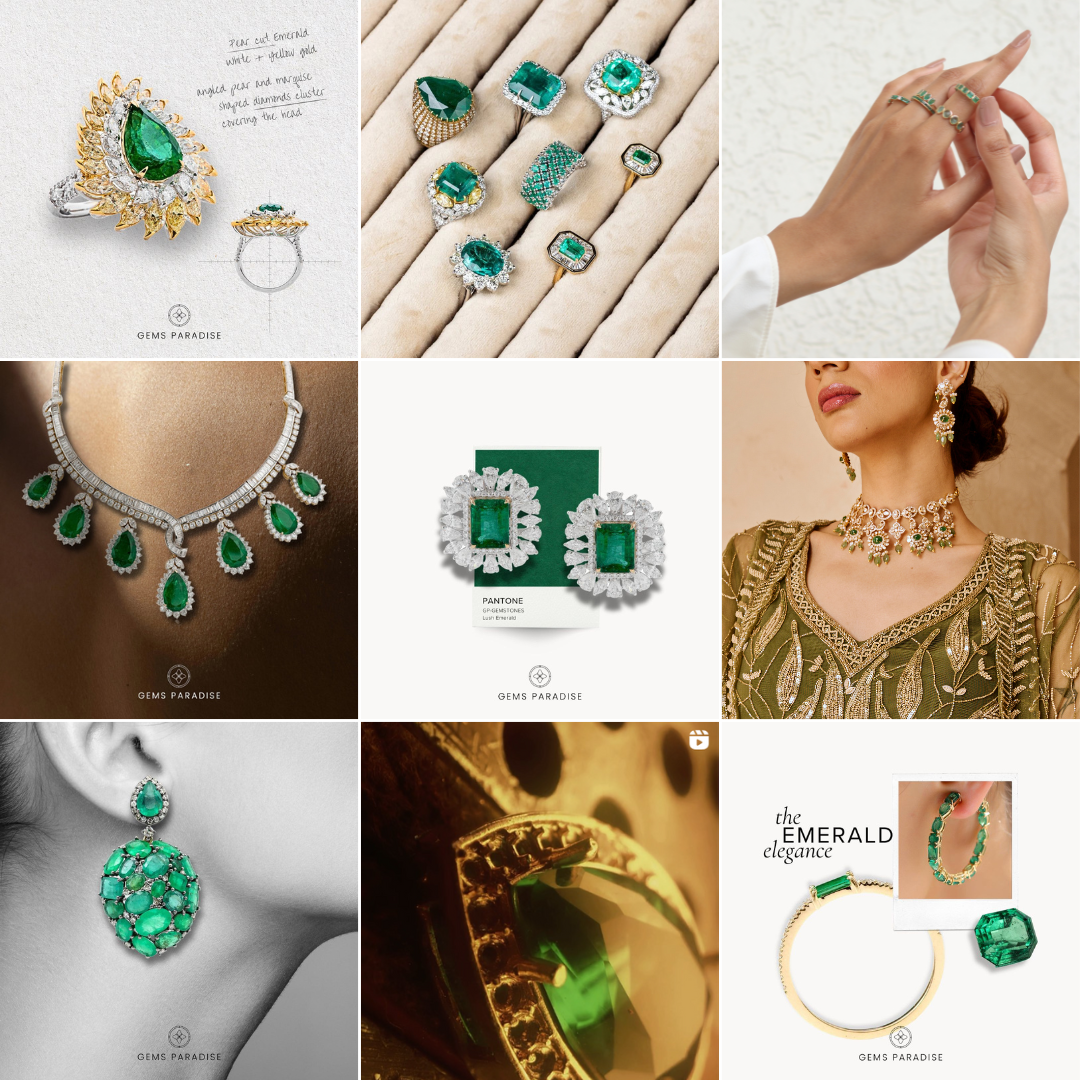 Pear cut Emerald
white + yellow gold
angled pear and marquise
shaped diamonds cluster
covering the head
GEMS PARADISE
GEMS PARADISE
PANTONE
GP-GEMSTONES
Lush Emerald
GEMS PARADISE
GEMS PARADISE
the
EMERALD
elegance
GEMS PARADISE